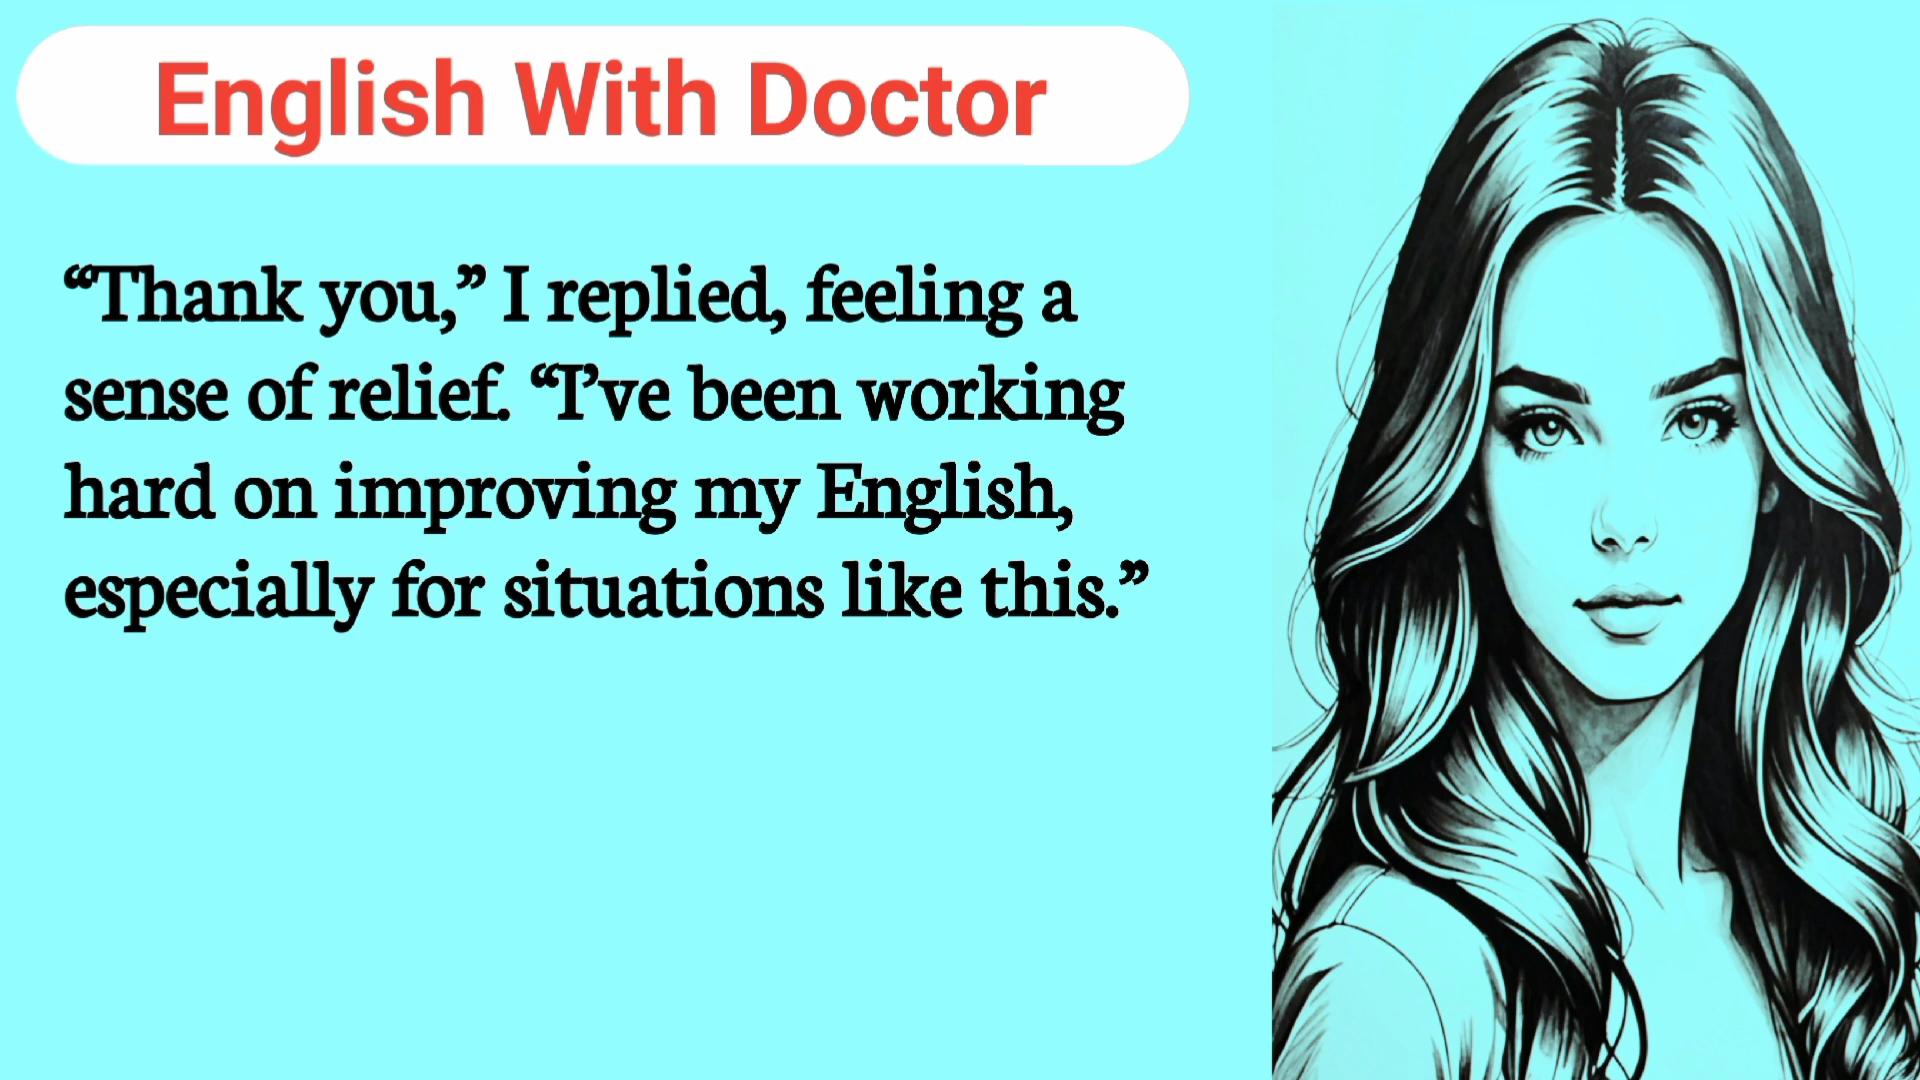 English With Doctor
“Thank you,” I replied, feeling a
sense of relief. “I’ve been working
hard on improving my English,
especially for situations like this.”